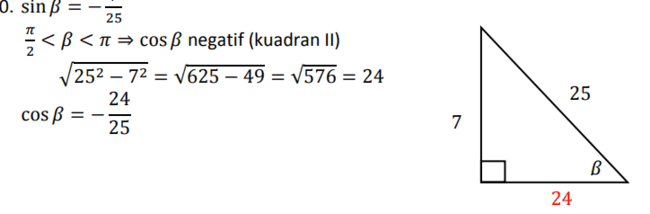 0. sin β = − /25
π/2 < β < π ⇒ cos β negatif (kuadran II)
√(25² – 7²) = √(625 – 49) = √576 = 24
cos β = − 24/25
7
25
β
24